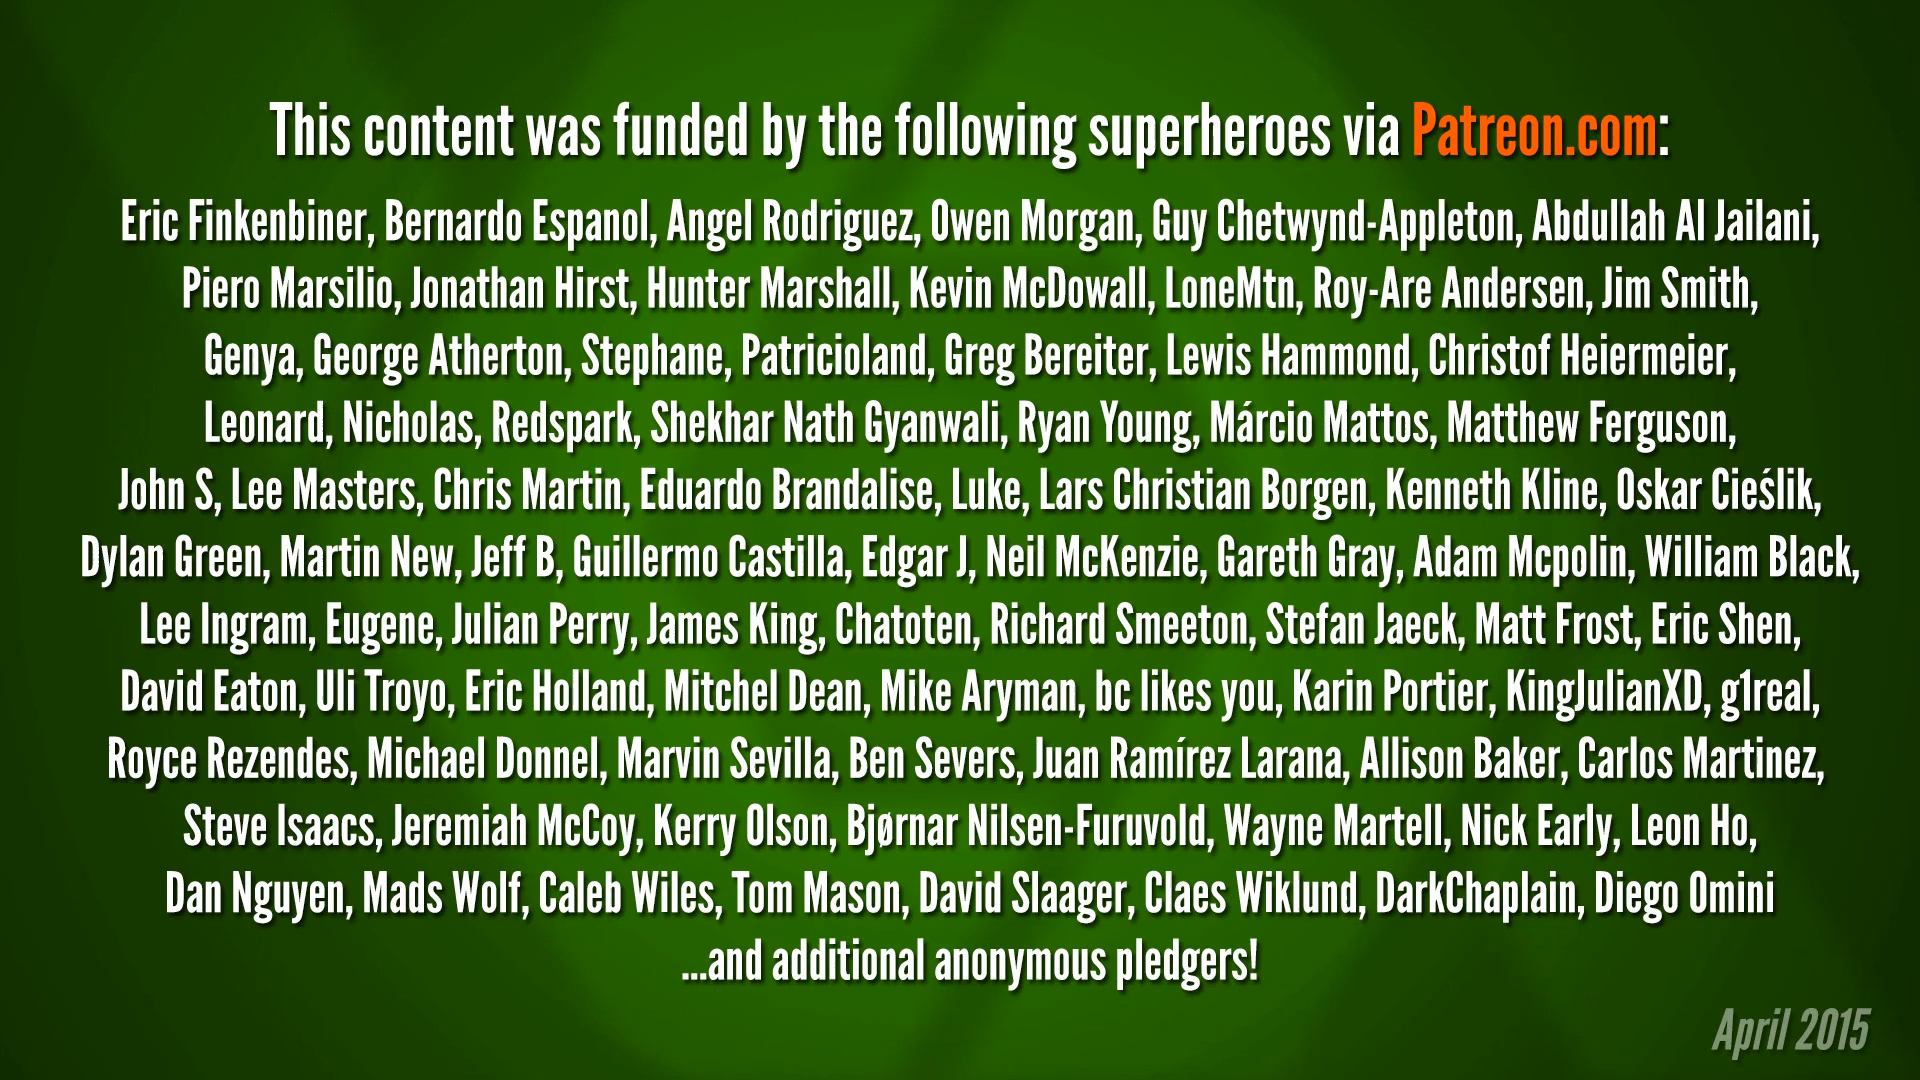 This content was funded by the following superheroes via Patreon.com:
Eric Finkenbiner, Bernardo Espanol, Angel Rodriguez, Owen Morgan, Guy Chetwynd-Appleton, Abdullah Al Jailani,
Piero Marsilio, Jonathan Hirst, Hunter Marshall, Kevin McDowall, LoneMtn, Roy-Are Andersen, Jim Smith,
Genya, George Atherton, Stephane, Patricioland, Greg Bereiter, Lewis Hammond, Christof Heiermeier,
Leonard, Nicholas, Redspark, Shekhar Nath Gyanwali, Ryan Young, Márcio Mattos, Matthew Ferguson,
John S, Lee Masters, Chris Martin, Eduardo Brandalise, Luke, Lars Christian Borgen, Kenneth Kline, Oskar Cieślik,
Dylan Green, Martin New, Jeff B, Guillermo Castilla, Edgar J, Neil McKenzie, Gareth Gray, Adam Mcpolin, William Black,
Lee Ingram, Eugene, Julian Perry, James King, Chatoten, Richard Smeeton, Stefan Jaeck, Matt Frost, Eric Shen,
David Eaton, Uli Troyo, Eric Holland, Mitchel Dean, Mike Aryman, bc likes you, Karin Portier, KingJulianXD, g1real,
Royce Rezendes, Michael Donnel, Marvin Sevilla, Ben Severs, Juan Ramírez Larana, Allison Baker, Carlos Martinez,
Steve Isaacs, Jeremiah McCoy, Kerry Olson, Bjørnar Nilsen-Furuvold, Wayne Martell, Nick Early, Leon Ho,
Dan Nguyen, Mads Wolf, Caleb Wiles, Tom Mason, David Slaager, Claes Wiklund, DarkChaplain, Diego Omini
...and additional anonymous pledgers!
April 2015